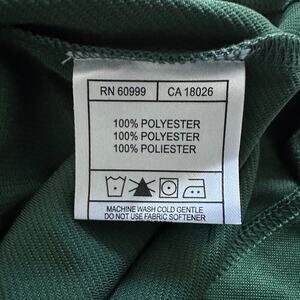 RN 60999 CA 18026
100% POLYESTER
100% POLYESTER
100% POLIESTER
MACHINE WASH COLD GENTLE
DO NOT USE FABRIC SOFTENER